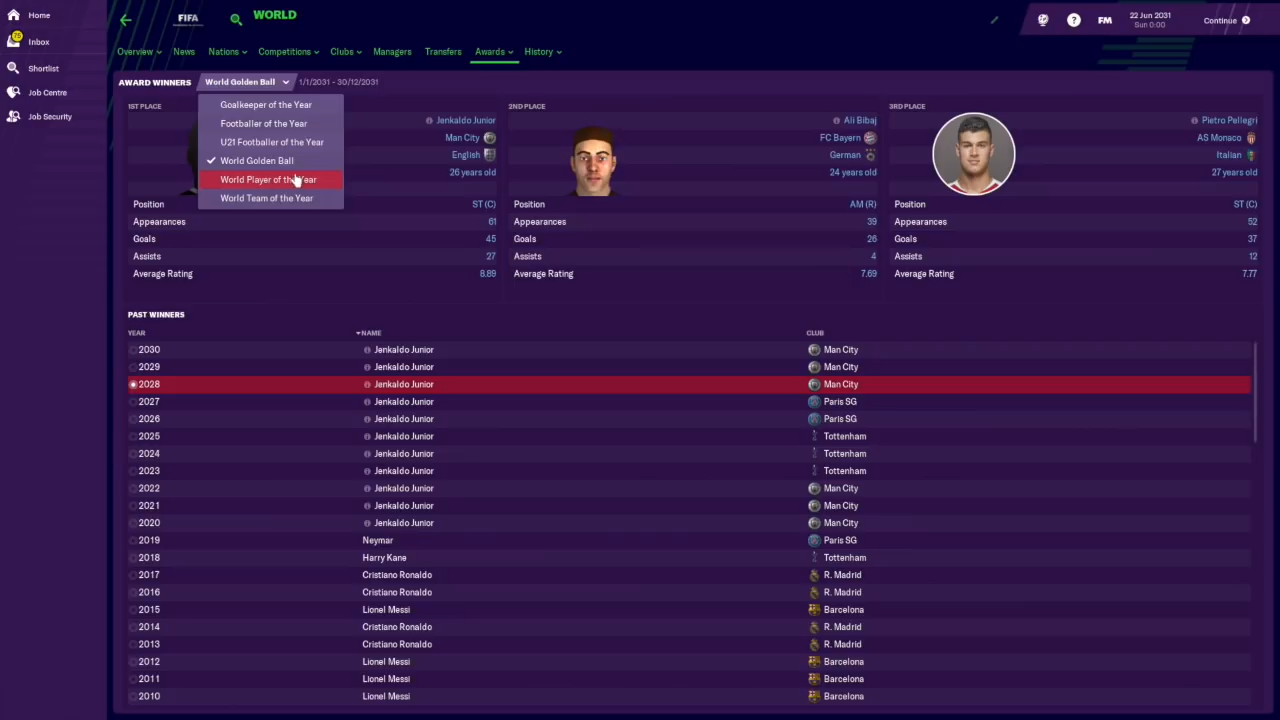 Home
Inbox
75
Shortlist
Job Centre
Job Security
FIFA
WORLD
FM
22 Jun 2031
Sun 0:00
Continue
Overview
News
Nations
Competitions
Clubs
Managers
Transfers
Awards
History
AWARD WINNERS
World Golden Ball
1/1/2031 - 30/12/2031
Goalkeeper of the Year
Footballer of the Year
U21 Footballer of the Year
World Golden Ball
World Player of the Year
World Team of the Year
1ST PLACE
Jenkaldo Junior
Man City
English
26 years old
Position ST (C)
Appearances 61
Goals 45
Assists 27
Average Rating 8.89
2ND PLACE
Ali Bibaj
FC Bayern
German
24 years old
Position AM (R)
Appearances 39
Goals 26
Assists 4
Average Rating 7.69
3RD PLACE
Pietro Pellegri
AS Monaco
Italian
27 years old
Position ST (C)
Appearances 52
Goals 37
Assists 12
Average Rating 7.77
PAST WINNERS
YEAR NAME CLUB
2030 Jenkaldo Junior Man City
2029 Jenkaldo Junior Man City
2028 Jenkaldo Junior Man City
2027 Jenkaldo Junior Paris SG
2026 Jenkaldo Junior Paris SG
2025 Jenkaldo Junior Tottenham
2024 Jenkaldo Junior Tottenham
2023 Jenkaldo Junior Tottenham
2022 Jenkaldo Junior Man City
2021 Jenkaldo Junior Man City
2020 Jenkaldo Junior Man City
2019 Neymar Paris SG
2018 Harry Kane Tottenham
2017 Cristiano Ronaldo R. Madrid
2016 Cristiano Ronaldo R. Madrid
2015 Lionel Messi Barcelona
2014 Cristiano Ronaldo R. Madrid
2013 Cristiano Ronaldo R. Madrid
2012 Lionel Messi Barcelona
2011 Lionel Messi Barcelona
2010 Lionel Messi Barcelona